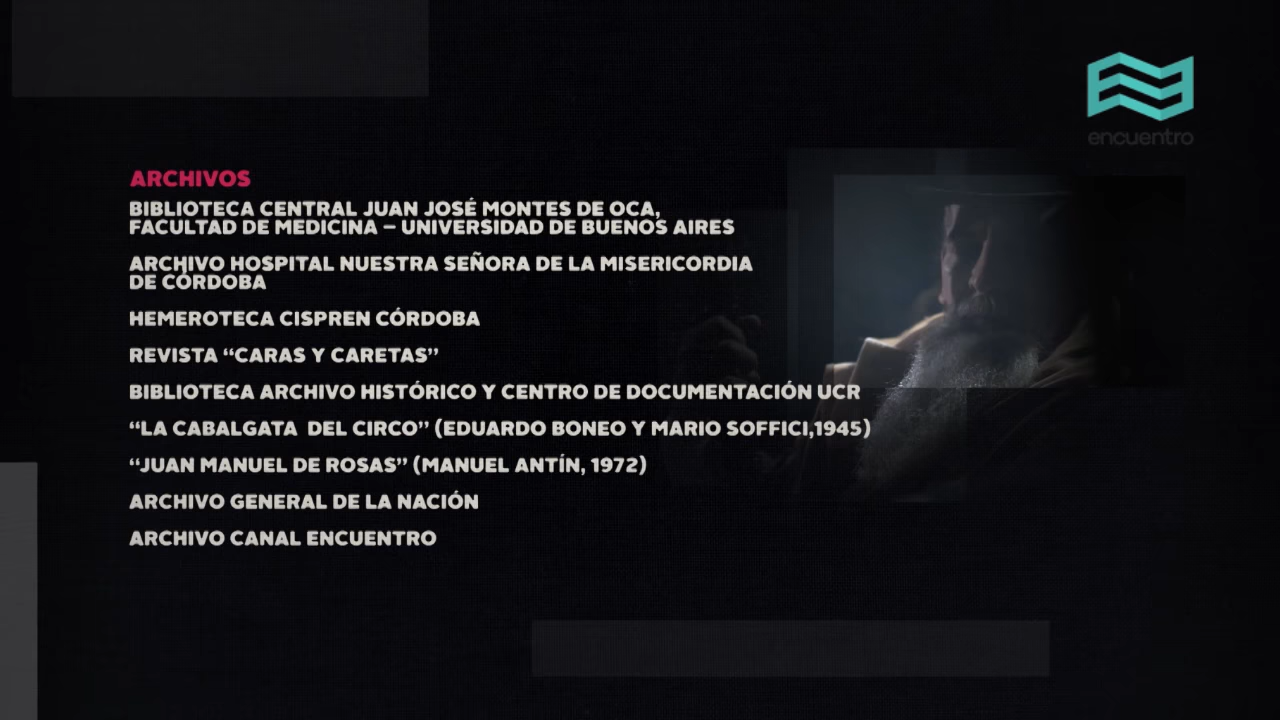 encuentro
ARCHIVOS
BIBLIOTECA CENTRAL JUAN JOSÉ MONTES DE OCA,
FACULTAD DE MEDICINA – UNIVERSIDAD DE BUENOS AIRES
ARCHIVO HOSPITAL NUESTRA SEÑORA DE LA MISERICORDIA
DE CÓRDOBA
HEMEROTECA CISPREN CÓRDOBA
REVISTA “CARAS Y CARETAS”
BIBLIOTECA ARCHIVO HISTÓRICO Y CENTRO DE DOCUMENTACIÓN UCR
“LA CABALGATA DEL CIRCO” (EDUARDO BONEO Y MARIO SOFFICI,1945)
“JUAN MANUEL DE ROSAS” (MANUEL ANTÍN, 1972)
ARCHIVO GENERAL DE LA NACIÓN
ARCHIVO CANAL ENCUENTRO